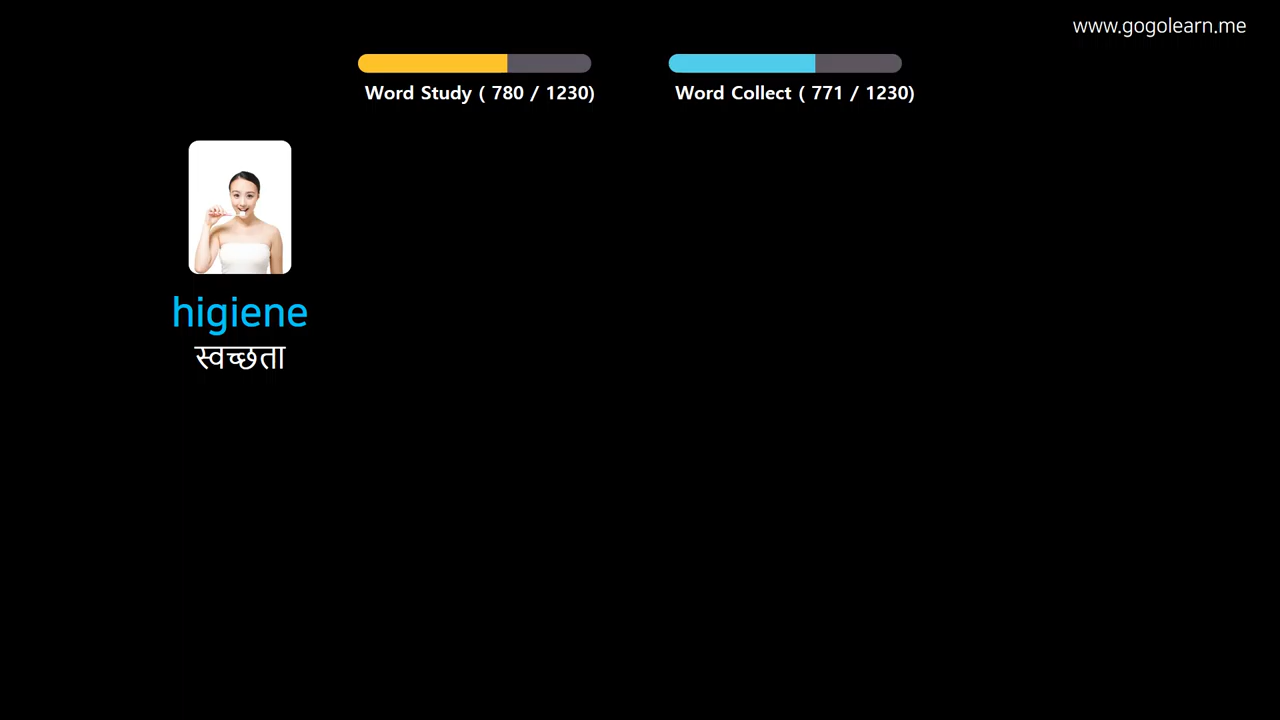 www.gogolearn.me
Word Study ( 780 / 1230)
Word Collect ( 771 / 1230)
higiene
स्वच्छता